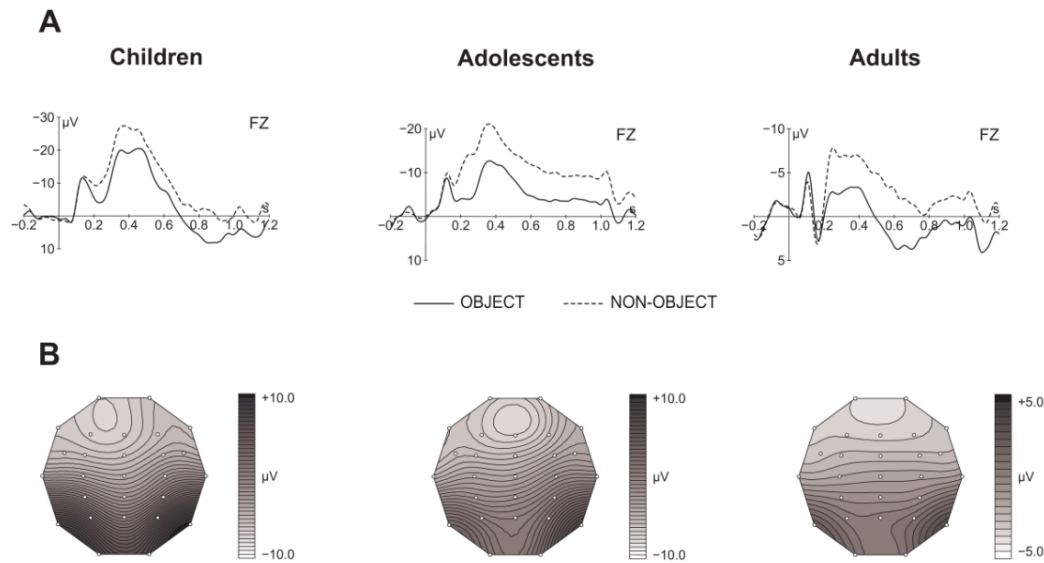 A
Children
Adolescents
Adults
−30
μV
FZ
−20
−10
−0.2
0.2
0.4
0.6
0.8
1.0
1.2
s
10
−20
μV
FZ
−10
−0.2
0.2
0.4
0.6
0.8
1.0
1.2
s
10
−10
μV
FZ
−5
−0.2
0.2
0.4
0.6
0.8
1.0
1.2
s
5
OBJECT
NON-OBJECT
B
+10.0
μV
−10.0
+10.0
μV
−10.0
+5.0
μV
−5.0